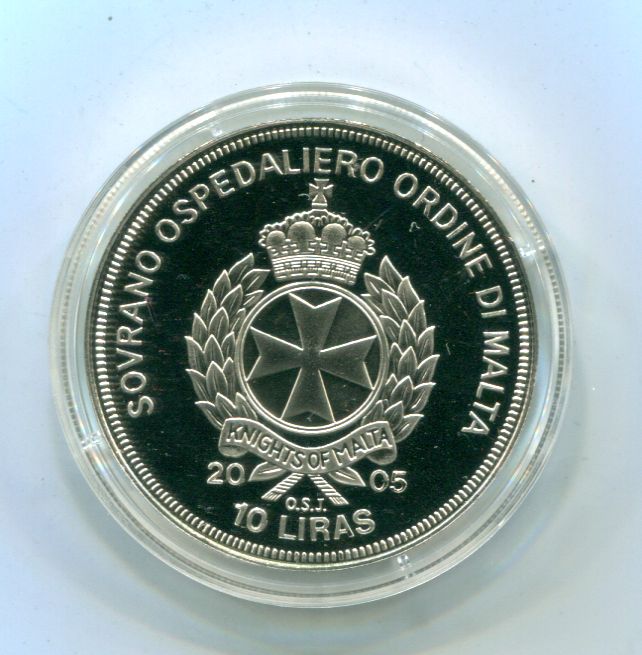 SOVRANO OSPEDALIERO ORDINE DI MALTA
KNIGHTS OF MALTA
20 05
O.S.J.
10 LIRAS